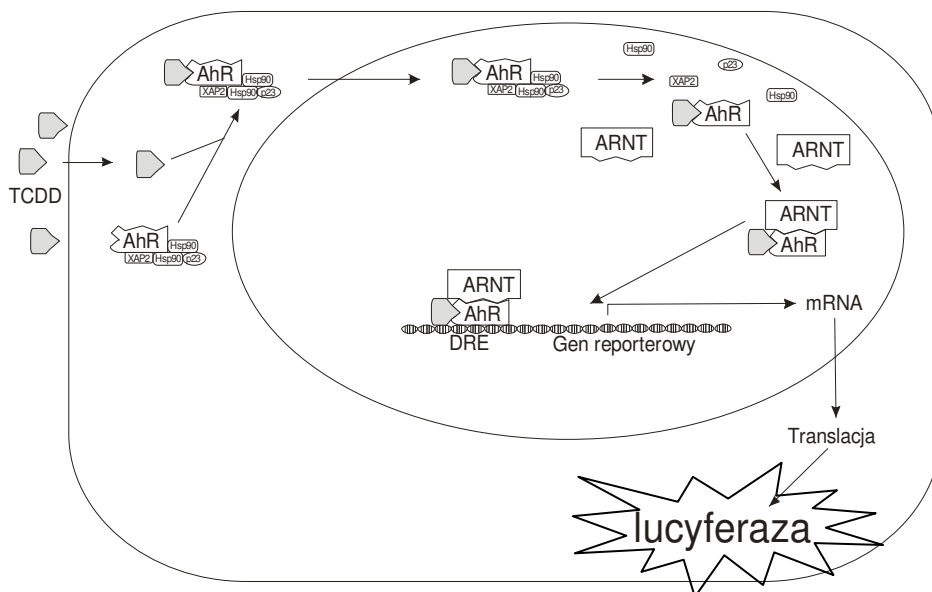 Hsp90
p23
AhR
Hsp90
XAP2 Hsp90 p23
AhR
Hsp90
XAP2 Hsp90 p23
XAP2
Hsp90
AhR
ARNT
ARNT
TCDD
AhR
Hsp90
XAP2 Hsp90 p23
ARNT
AhR
ARNT
AhR
mRNA
DRE
Gen reporterowy
Translacja
lucyferaza